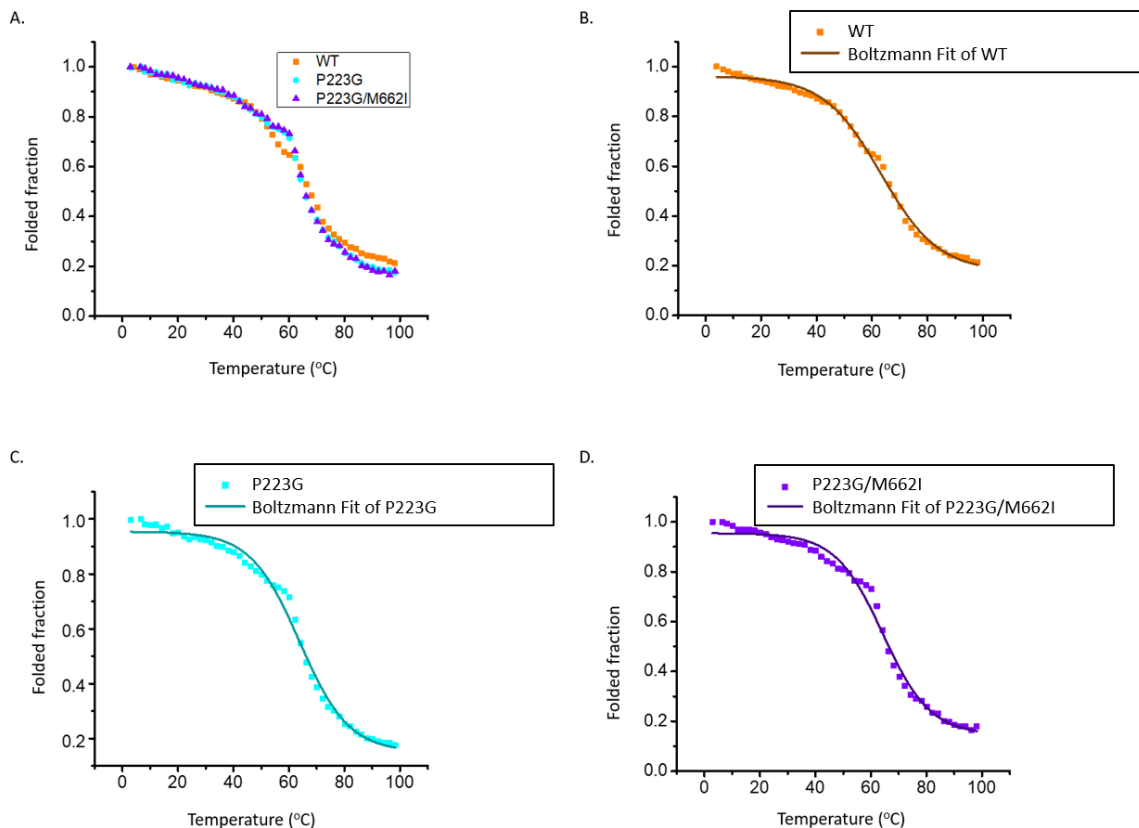 A.
WT
P223G
P223G/M662I
1.0
0.8
0.6
0.4
0.2
0.0
Folded fraction
0 20 40 60 80 100
Temperature (°C)
B.
WT
Boltzmann Fit of WT
1.0
0.8
0.6
0.4
0.2
0.0
Folded fraction
0 20 40 60 80 100
Temperature (°C)
C.
P223G
Boltzmann Fit of P223G
1.0
0.8
0.6
0.4
0.2
Folded fraction
0 20 40 60 80 100
Temperature (°C)
D.
P223G/M662I
Boltzmann Fit of P223G/M662I
1.0
0.8
0.6
0.4
0.2
0.0
Folded fraction
0 20 40 60 80 100
Temperature (°C)